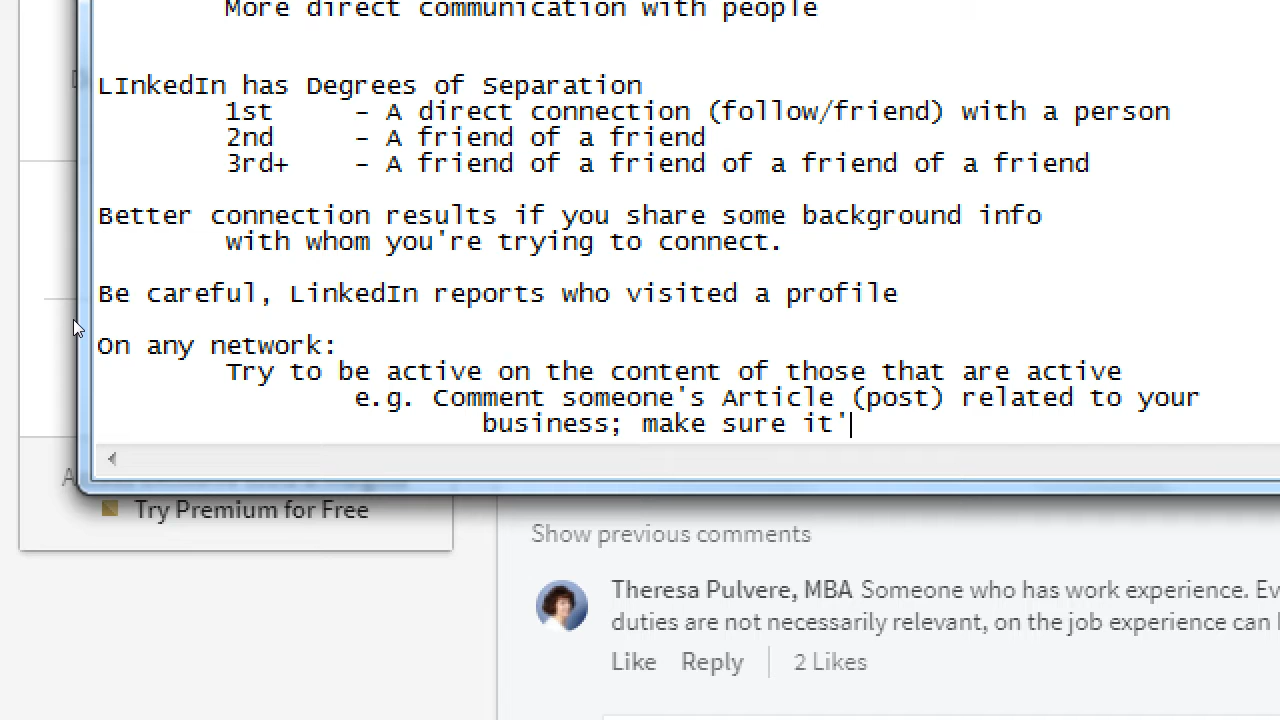 More direct communication with people
LInkedIn has Degrees of Separation
1st - A direct connection (follow/friend) with a person
2nd - A friend of a friend
3rd+ - A friend of a friend of a friend of a friend
Better connection results if you share some background info
with whom you're trying to connect.
Be careful, LinkedIn reports who visited a profile
On any network:
Try to be active on the content of those that are active
e.g. Comment someone's Article (post) related to your
business; make sure it'
Try Premium for Free
Show previous comments
Theresa Pulvere, MBA Someone who has work experience. Ev
duties are not necessarily relevant, on the job experience can
Like Reply 2 Likes